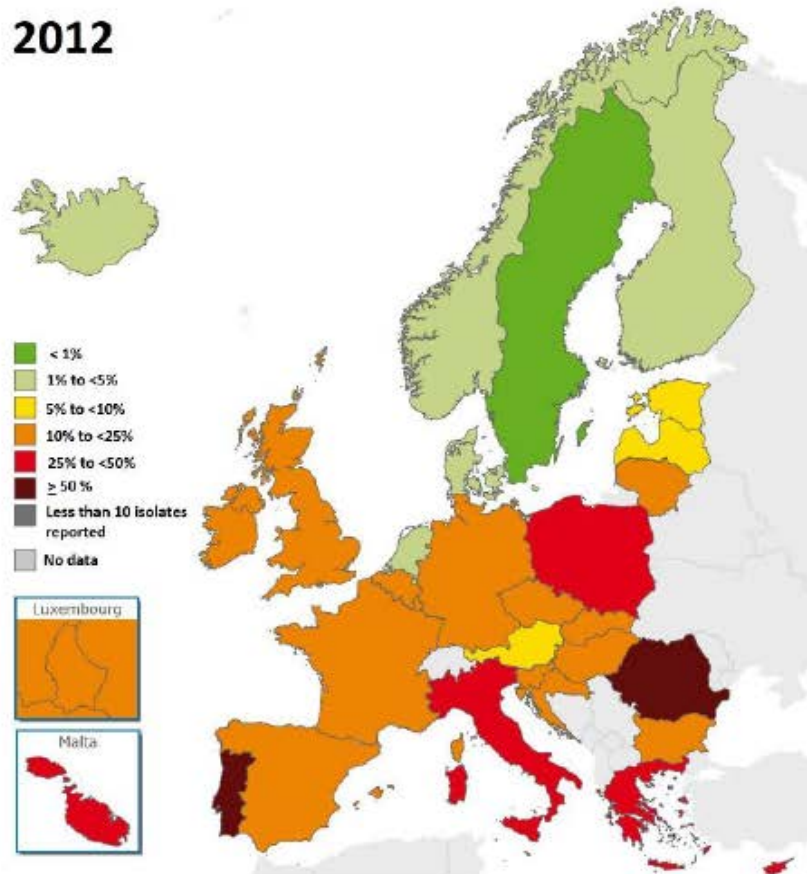 2012
< 1%
1% to <5%
5% to <10%
10% to <25%
25% to <50%
≥ 50 %
Less than 10 isolates
reported
No data
Luxembourg
Malta